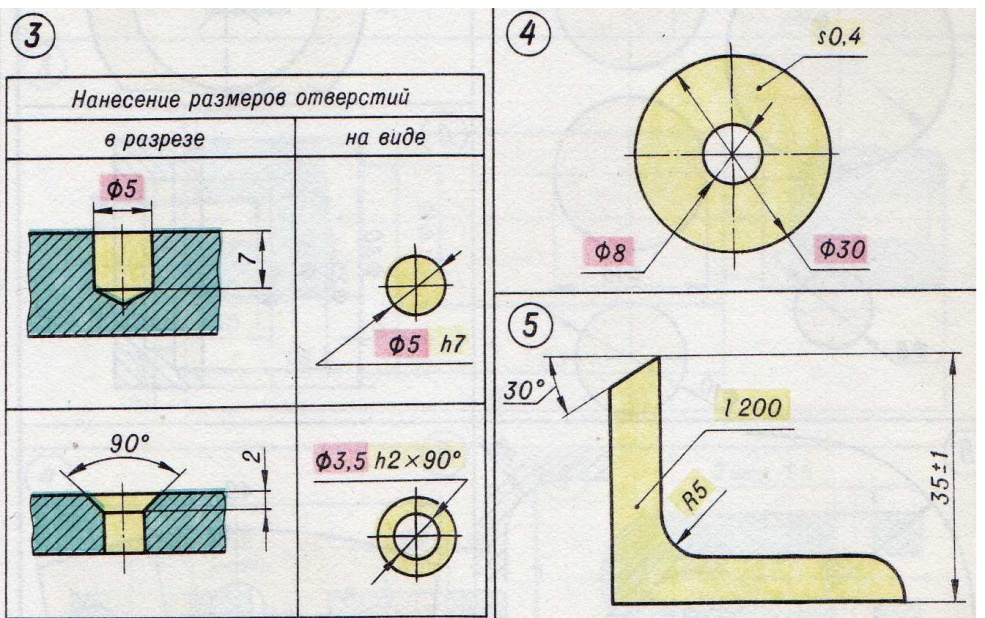 3
Нанесение размеров отверстий
в разрезе
на виде
ϕ5
7
ϕ5 h7
90°
2
ϕ3,5 h2×90°
4
s0,4
ϕ8
ϕ30
5
30°
l 200
R5
35±1